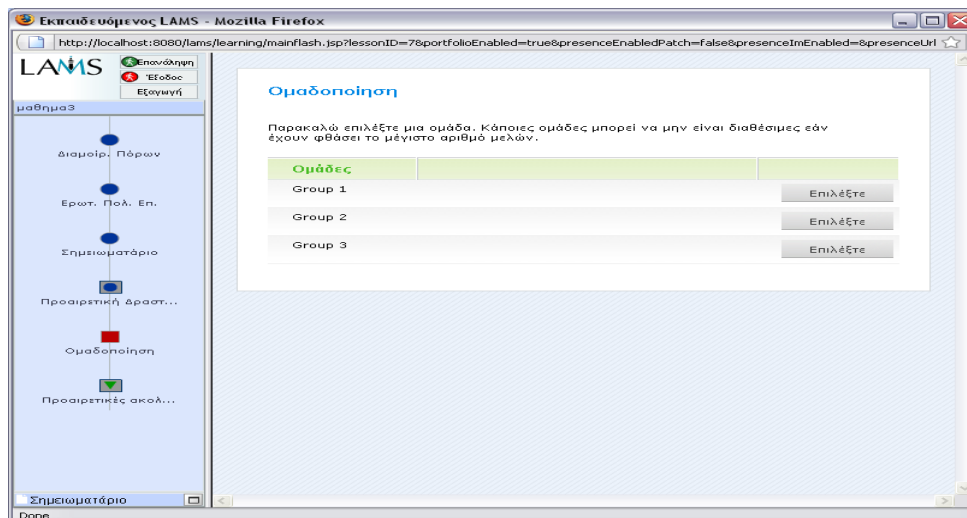 Εκπαιδευόμενος LAMS - Mozilla Firefox
http://localhost:8080/lams/learning/mainflash.jsp?lessonID=7&portfolioEnabled=true&presenceEnabledPatch=false&presenceImEnabled=&presenceUrl
LAMS
Επανάληψη
Έξοδος
Εξαγωγή
μαθημα3
Διαμοίρ. Πόρων
Ερωτ. Πολ. Επ.
Σημειωματάριο
Προαιρετική Δραστ...
Ομαδοποίηση
Προαιρετικές ακολ...
Σημειωματάριο
Ομαδοποίηση
Παρακαλώ επιλέξτε μια ομάδα. Κάποιες ομάδες μπορεί να μην είναι διαθέσιμες εάν
έχουν φθάσει το μέγιστο αριθμό μελών.
Ομάδες
Group 1 Επιλέξτε
Group 2 Επιλέξτε
Group 3 Επιλέξτε
Done